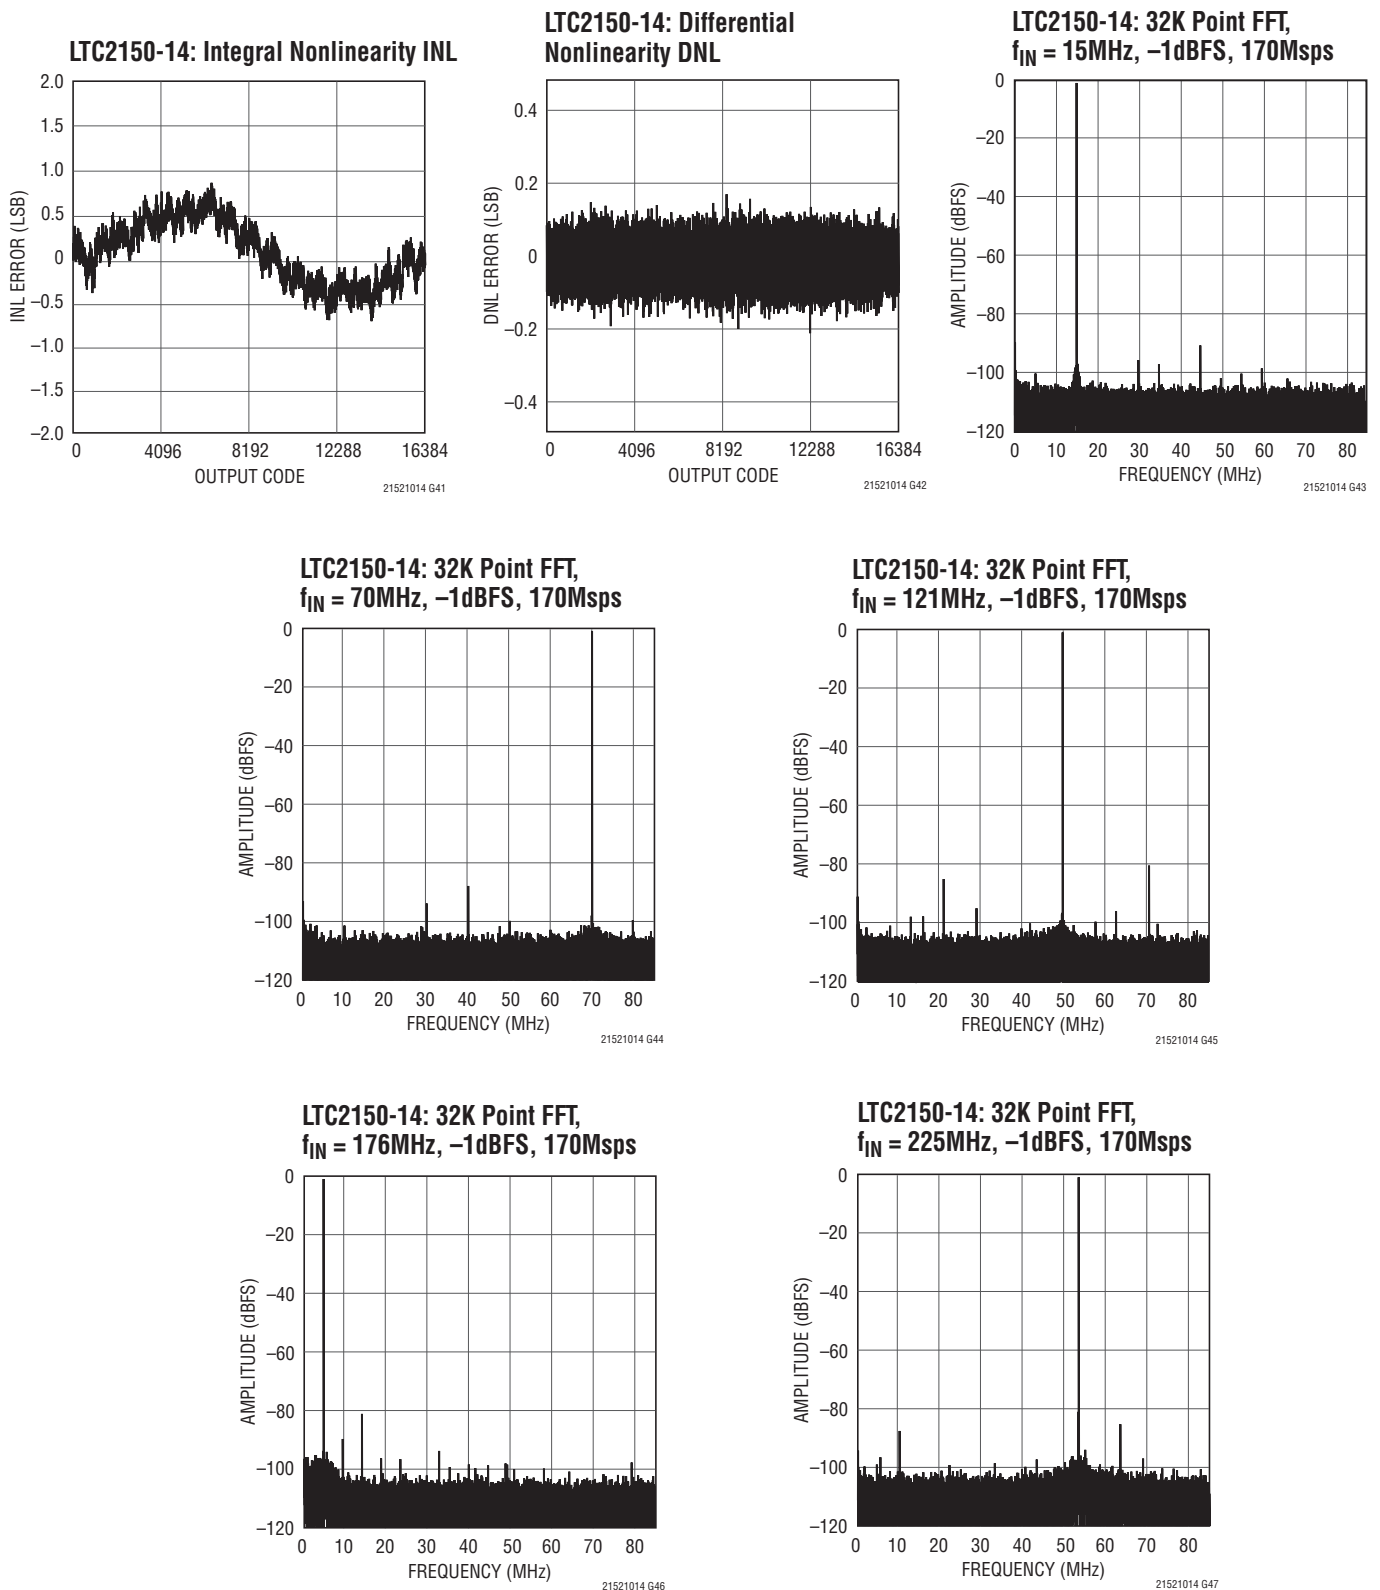 LTC2150-14: Integral Nonlinearity INL
2.0
1.5
1.0
0.5
0
–0.5
–1.0
–1.5
–2.0
INL ERROR (LSB)
0 4096 8192 12288 16384
OUTPUT CODE
21521014 G41
LTC2150-14: Differential
Nonlinearity DNL
0.4
0.2
0
–0.2
–0.4
DNL ERROR (LSB)
0 4096 8192 12288 16384
OUTPUT CODE
21521014 G42
LTC2150-14: 32K Point FFT,
fIN = 15MHz, –1dBFS, 170Msps
0
–20
–40
–60
–80
–100
–120
AMPLITUDE (dBFS)
0 10 20 30 40 50 60 70 80
FREQUENCY (MHz)
21521014 G43
LTC2150-14: 32K Point FFT,
fIN = 70MHz, –1dBFS, 170Msps
0
–20
–40
–60
–80
–100
–120
AMPLITUDE (dBFS)
0 10 20 30 40 50 60 70 80
FREQUENCY (MHz)
21521014 G44
LTC2150-14: 32K Point FFT,
fIN = 121MHz, –1dBFS, 170Msps
0
–20
–40
–60
–80
–100
–120
AMPLITUDE (dBFS)
0 10 20 30 40 50 60 70 80
FREQUENCY (MHz)
21521014 G45
LTC2150-14: 32K Point FFT,
fIN = 176MHz, –1dBFS, 170Msps
0
–20
–40
–60
–80
–100
–120
AMPLITUDE (dBFS)
0 10 20 30 40 50 60 70 80
FREQUENCY (MHz)
21521014 G46
LTC2150-14: 32K Point FFT,
fIN = 225MHz, –1dBFS, 170Msps
0
–20
–40
–60
–80
–100
–120
AMPLITUDE (dBFS)
0 10 20 30 40 50 60 70 80
FREQUENCY (MHz)
21521014 G47